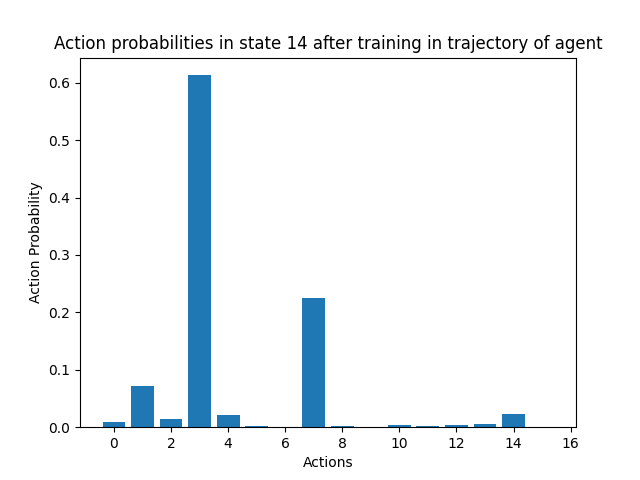 Action probabilities in state 14 after training in trajectory of agent
0.6
0.5
0.4
0.3
0.2
0.1
0.0
Action Probability
0 2 4 6 8 10 12 14 16
Actions